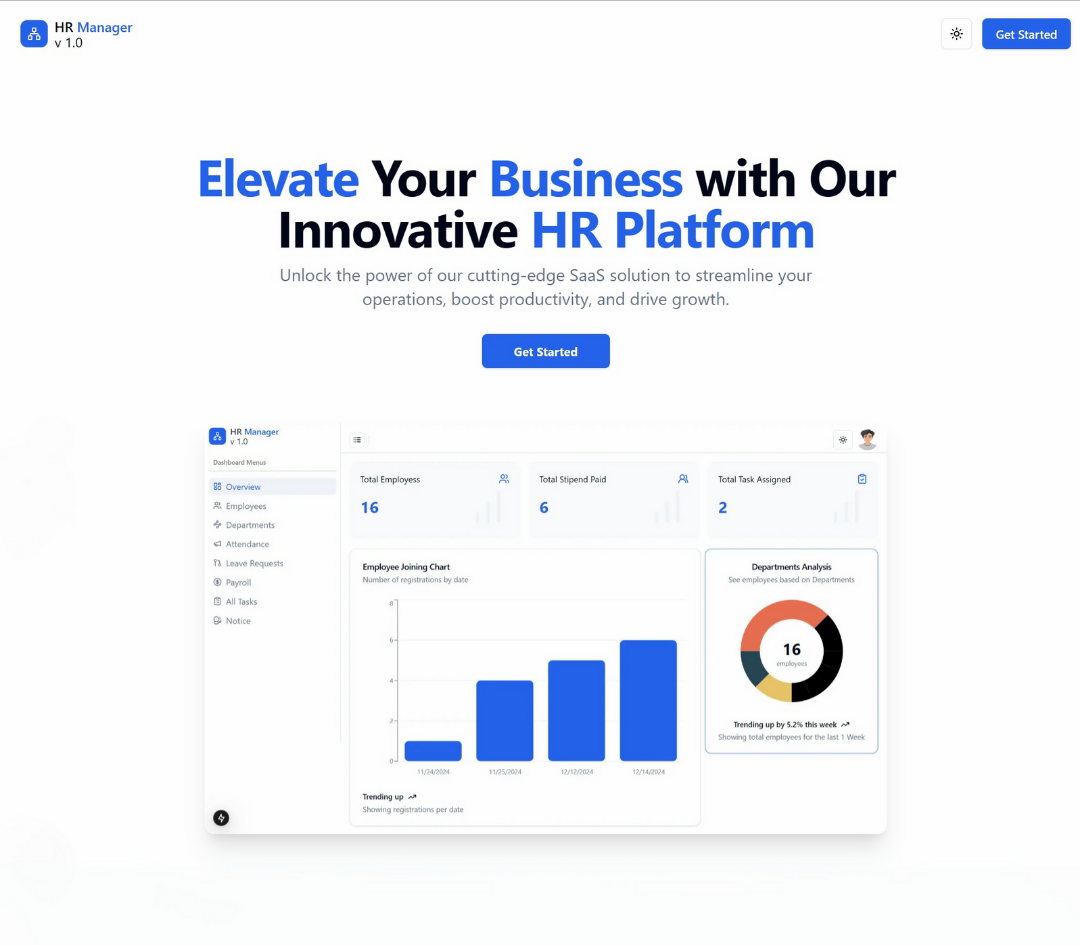 HR Manager
v 1.0
Get Started
Elevate Your Business with Our
Innovative HR Platform
Unlock the power of our cutting-edge SaaS solution to streamline your
operations, boost productivity, and drive growth.
Get Started
HR Manager
v 1.0
Dashboard Menus
Overview
Employees
Departments
Attendance
Leave Requests
Payroll
All Tasks
Notice
Total Employess
16
Total Stipend Paid
6
Total Task Assigned
2
Employee Joining Chart
Number of registrations by date
8
6
4
2
0
11/24/2024
11/25/2024
12/12/2024
12/14/2024
Trending up
Showing registrations per date
Departments Analysis
See employees based on Departments
16
employees
Trending up by 5.2% this week
Showing total employees for the last 1 Week